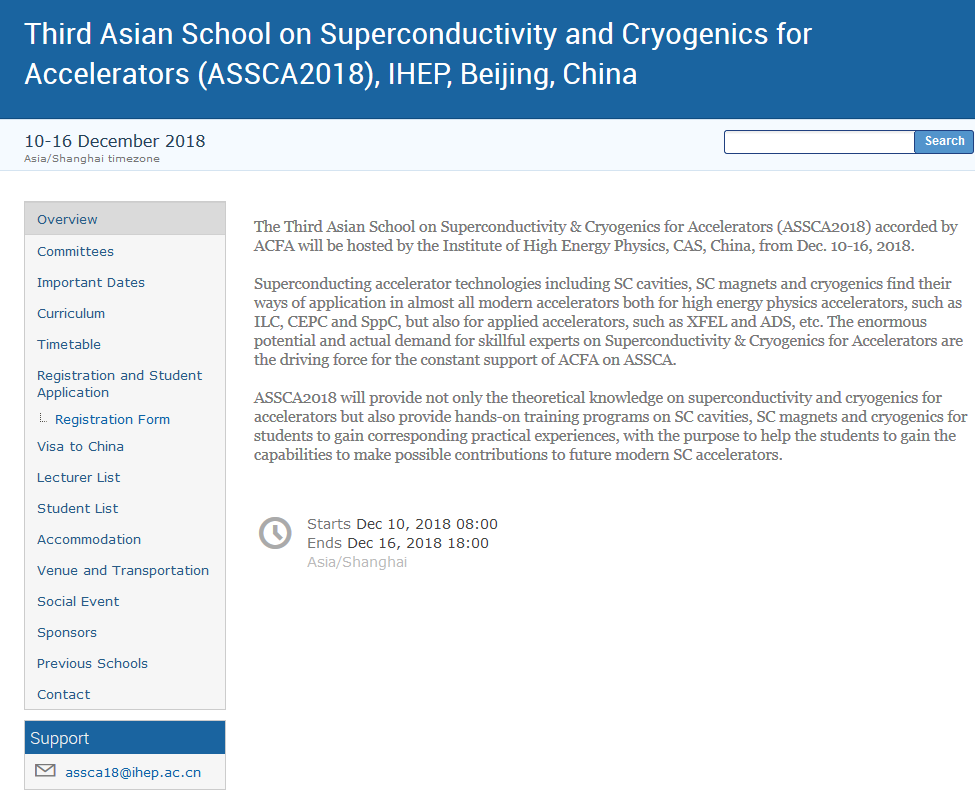 Third Asian School on Superconductivity and Cryogenics for
Accelerators (ASSCA2018), IHEP, Beijing, China
10-16 December 2018
Asia/Shanghai timezone
Search
Overview
Committees
Important Dates
Curriculum
Timetable
Registration and Student
Application
Registration Form
Visa to China
Lecturer List
Student List
Accommodation
Venue and Transportation
Social Event
Sponsors
Previous Schools
Contact
Support
assca18@ihep.ac.cn
The Third Asian School on Superconductivity & Cryogenics for Accelerators (ASSCA2018) accorded by
ACFA will be hosted by the Institute of High Energy Physics, CAS, China, from Dec. 10-16, 2018.
Superconducting accelerator technologies including SC cavities, SC magnets and cryogenics find their
ways of application in almost all modern accelerators both for high energy physics accelerators, such as
ILC, CEPC and SppC, but also for applied accelerators, such as XFEL and ADS, etc. The enormous
potential and actual demand for skillful experts on Superconductivity & Cryogenics for Accelerators are
the driving force for the constant support of ACFA on ASSCA.
ASSCA2018 will provide not only the theoretical knowledge on superconductivity and cryogenics for
accelerators but also provide hands-on training programs on SC cavities, SC magnets and cryogenics for
students to gain corresponding practical experiences, with the purpose to help the students to gain the
capabilities to make possible contributions to future modern SC accelerators.
Starts Dec 10, 2018 08:00
Ends Dec 16, 2018 18:00
Asia/Shanghai